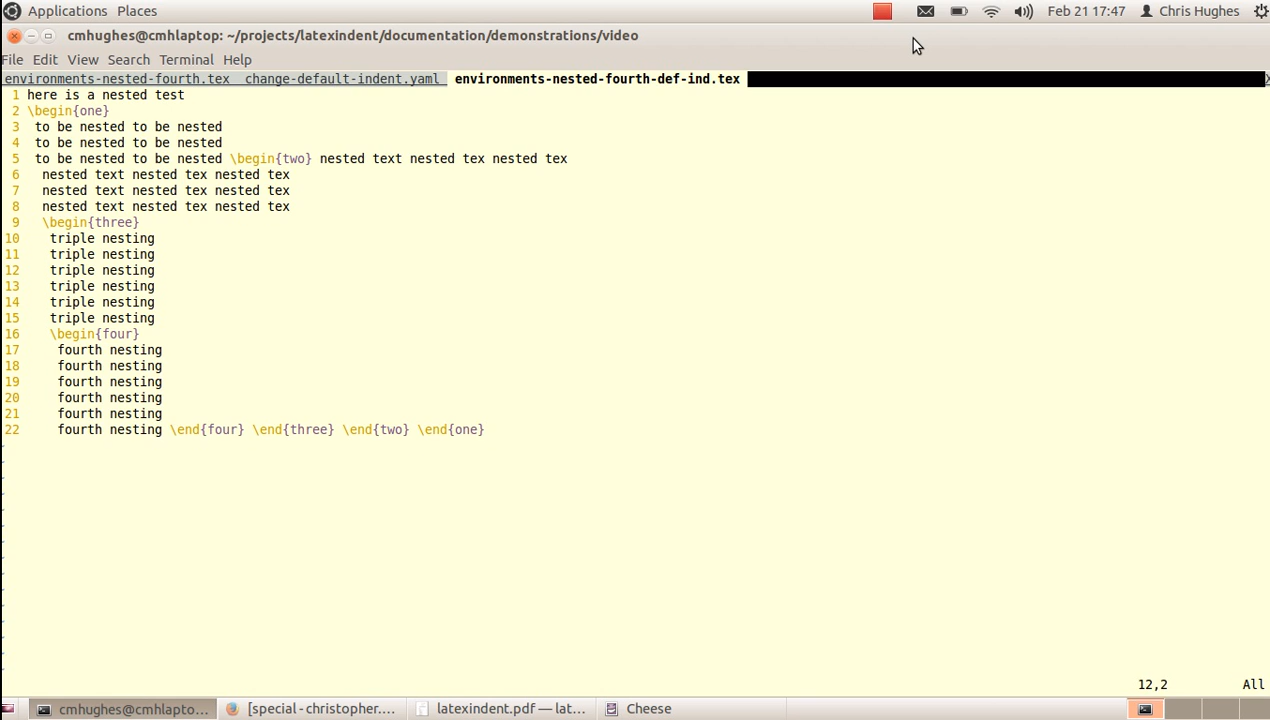 Applications Places Feb 21 17:47 Chris Hughes
cmhughes@cmhlaptop: ~/projects/latexindent/documentation/demonstrations/video
File Edit View Search Terminal Help
environments-nested-fourth.tex change-default-indent.yaml environments-nested-fourth-def-ind.tex X
1 here is a nested test
2 \begin{one}
3 to be nested to be nested
4 to be nested to be nested
5 to be nested to be nested \begin{two} nested text nested tex nested tex
6 nested text nested tex nested tex
7 nested text nested tex nested tex
8 nested text nested tex nested tex
9 \begin{three}
10 triple nesting
11 triple nesting
12 triple nesting
13 triple nesting
14 triple nesting
15 triple nesting
16 \begin{four}
17 fourth nesting
18 fourth nesting
19 fourth nesting
20 fourth nesting
21 fourth nesting
22 fourth nesting \end{four} \end{three} \end{two} \end{one}
12,2 All
cmhughes@cmhlapto... [special-christopher.... latexindent.pdf — lat... Cheese